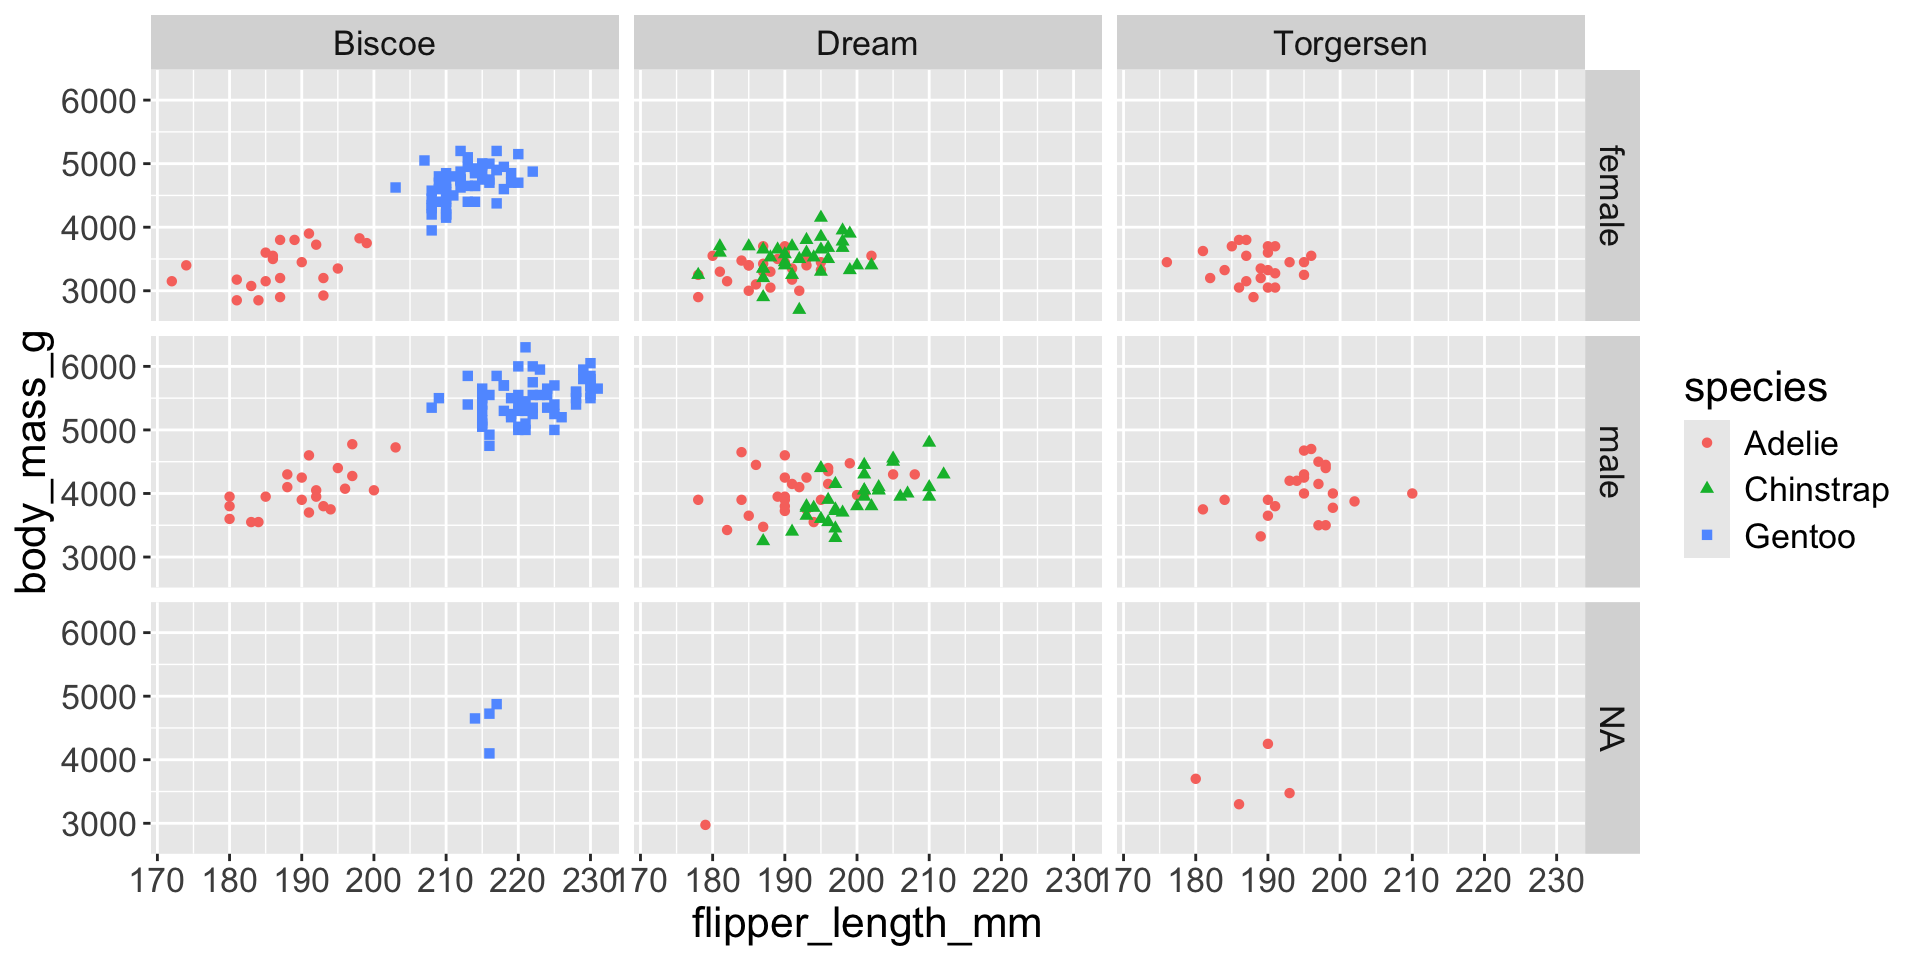 Biscoe Dream Torgersen
6000
5000
4000
3000
female
body_mass_g
6000
5000
4000
3000
male
species
Adelie
Chinstrap
Gentoo
6000
5000
4000
3000
NA
170 180 190 200 210 220 230 170 180 190 200 210 220 230 170 180 190 200 210 220 230
flipper_length_mm